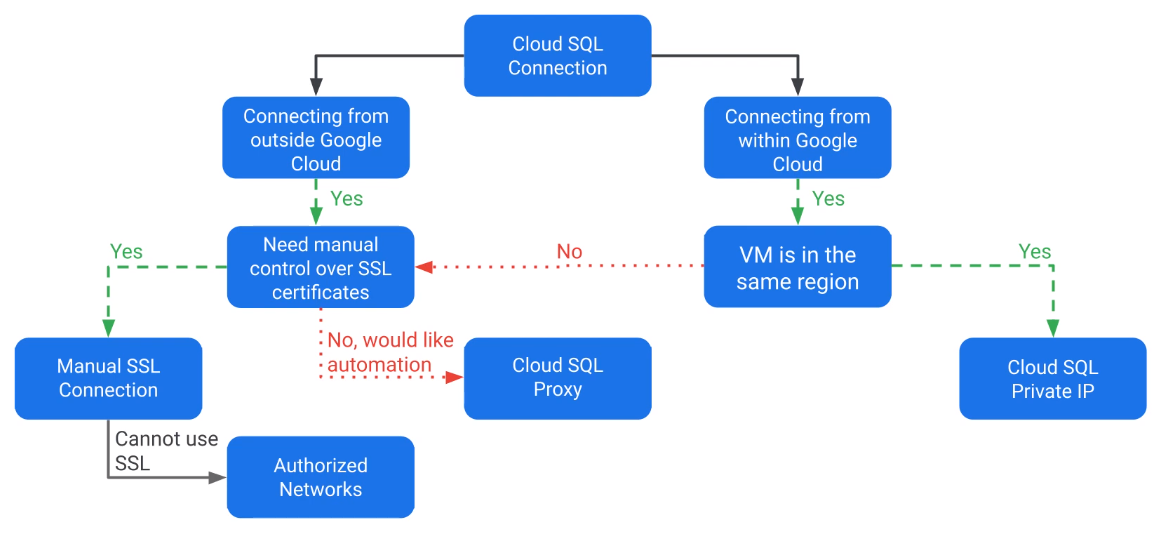 Cloud SQL
Connection
Connecting from
outside Google
Cloud
Connecting from
within Google
Cloud
Yes
Yes
Yes
Need manual
control over SSL
certificates
No
VM is in the
same region
Yes
No, would like
automation
Manual SSL
Connection
Cloud SQL
Proxy
Cloud SQL
Private IP
Cannot use
SSL
Authorized
Networks